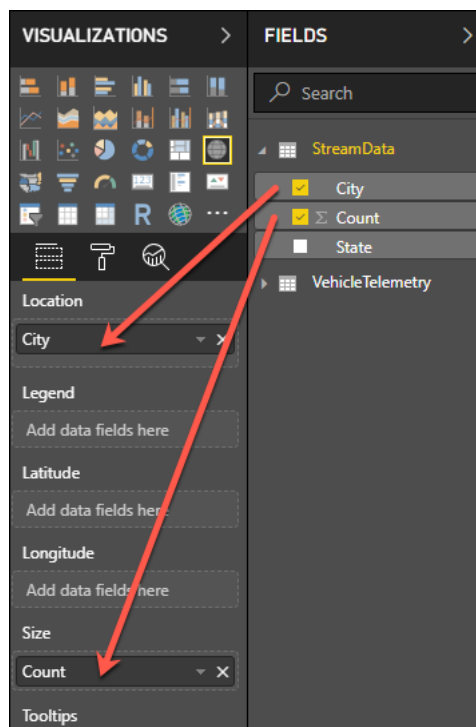 VISUALIZATIONS
FIELDS
Search
StreamData
City
Σ Count
State
VehicleTelemetry
123
R
...
Location
City
Legend
Add data fields here
Latitude
Add data fields here
Longitude
Add data fields here
Size
Count
Tooltips